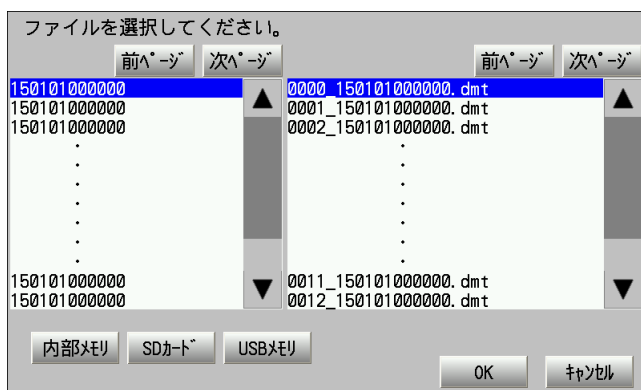 ファイルを選択してください。
前ﾍﾟｰｼﾞ 次ﾍﾟｰｼﾞ 前ﾍﾟｰｼﾞ 次ﾍﾟｰｼﾞ
150101000000 0000_150101000000.dmt
150101000000 0001_150101000000.dmt
150101000000 0002_150101000000.dmt
・ ・
・ ・
・ ・
・ ・
・ ・
・ ・
・ ・
150101000000 0011_150101000000.dmt
150101000000 0012_150101000000.dmt
内部ﾒﾓﾘ SDｶｰﾄﾞ USBﾒﾓﾘ
OK ｷｬﾝｾﾙ